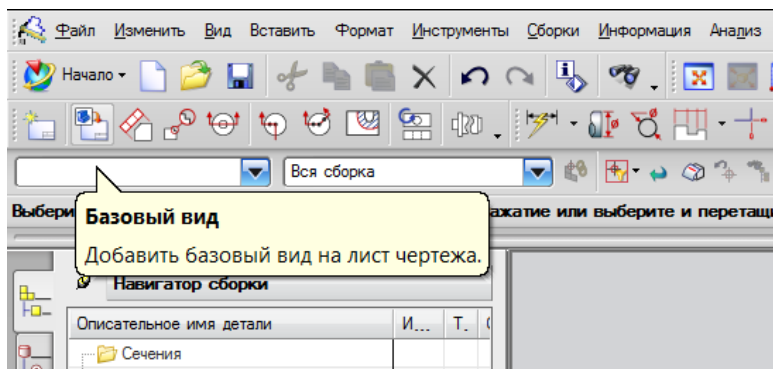 Файл Изменить Вид Вставить Формат Инструменты Сборки Информация Анализ
Начало
Вся сборка
Выбери ажатие или выберите и перетащи
Базовый вид
Добавить базовый вид на лист чертежа.
Навигатор сборки
Описательное имя детали И... Т.
Сечения